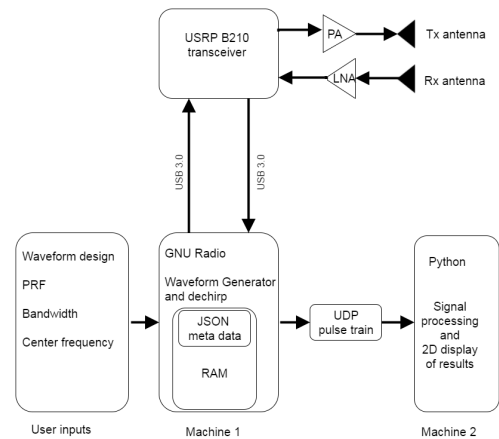 USRP B210
transceiver
PA
Tx antenna
LNA
Rx antenna
USB 3.0
USB 3.0
Waveform design
PRF
Bandwidth
Center frequency
User inputs
GNU Radio
Waveform Generator
and dechirp
JSON
meta data
RAM
Machine 1
UDP
pulse train
Python
Signal
processing
and
2D display
of results
Machine 2